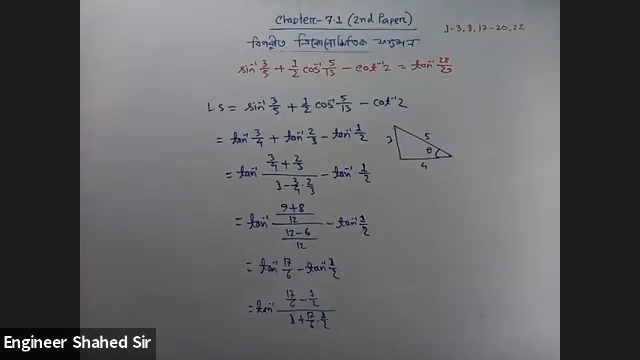 Chapter-7.1 (2nd Paper)
1-3, 8, 17-20, 22
বিপরীত ত্রিকোণোমিতিক ফাংশন
sin⁻¹ 3/5 + 1/2 cos⁻¹ 5/13 - cot⁻¹ 2 = tan⁻¹ 28/29
L.S = sin⁻¹ 3/5 + 1/2 cos⁻¹ 5/13 - cot⁻¹ 2
= tan⁻¹ 3/4 + tan⁻¹ 2/3 - tan⁻¹ 1/2
3 5 θ 4
= tan⁻¹ (3/4 + 2/3)/(1 - 3/4 · 2/3) - tan⁻¹ 1/2
= tan⁻¹ ((9+8)/12)/((12-6)/12) - tan⁻¹ 1/2
= tan⁻¹ 17/6 - tan⁻¹ 1/2
= tan⁻¹ (17/6 - 1/2)/(1 + 17/6 · 1/2)
Engineer Shahed Sir